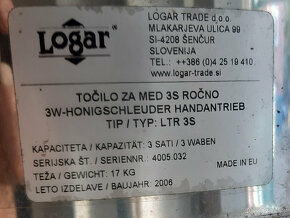 Logar
LOGAR TRADE d.o.o
MLAKARJEVA ULICA 99
SI-4208 ŠENČUR
SLOVENIJA
TEL: ++386 (0)4 25 19 410
www.logar-trade.si
TOČILO ZA MED 3S ROČNO
3W-HONIGSCHLEUDER HANDANTRIEB
TIP / TYP: LTR 3S
KAPACITETA / KAPAZITÄT: 3 SATI / 3 WABEN
SERIJSKA ŠT. / SERIENNR.: 4005.032
TEŽA / GEWICHT: 17 KG
LETO IZDELAVE / BAUJAHR: 2006
MADE IN EU